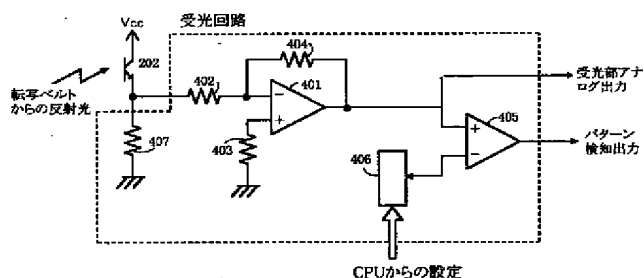 受光回路
Vcc
202
404
転写ベルト
からの反射光
402
401
受光部アナ
ログ出力
405
407
403
パターン
検知出力
406
CPUからの設定